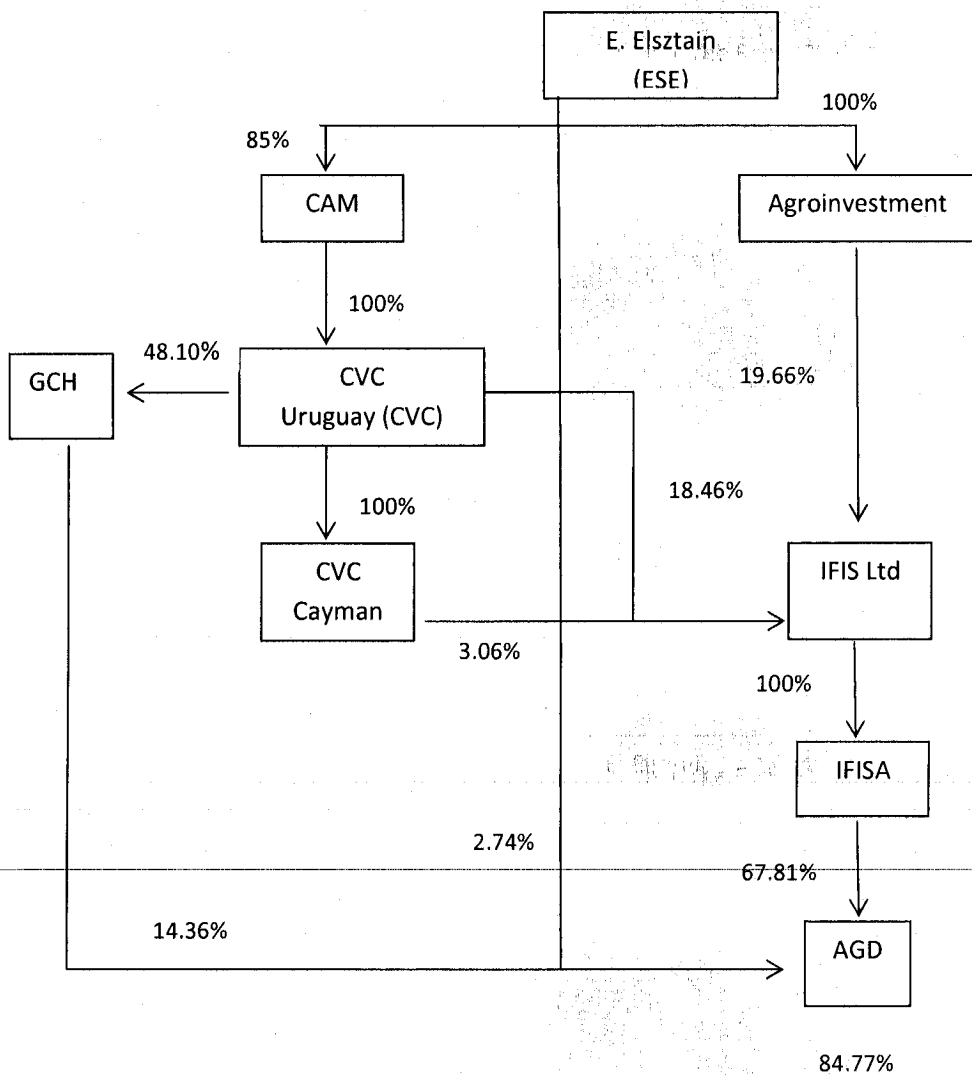 E. Elsztain
(ESE)
100%
85%
CAM
Agroinvestment
100%
48.10%
GCH
CVC
Uruguay (CVC)
19.66%
18.46%
100%
CVC
Cayman
IFIS Ltd
3.06%
100%
IFISA
2.74%
67.81%
14.36%
AGD
84.77%